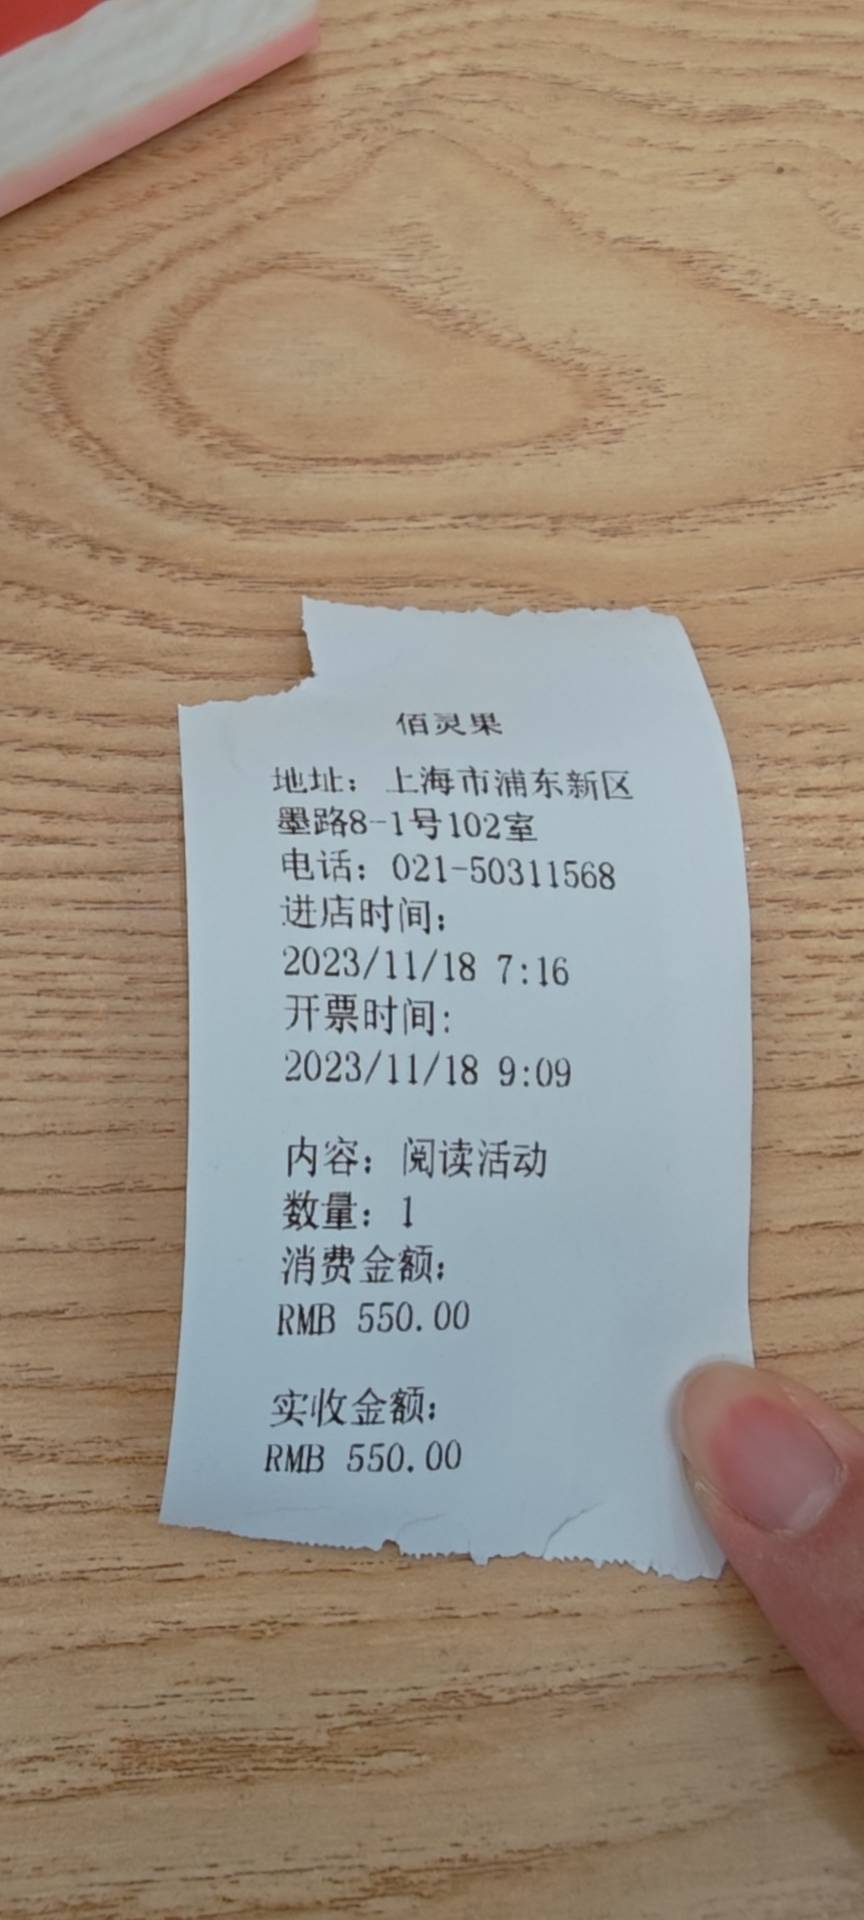 佰灵果
地址：上海市浦东新区
墨路8-1号102室
电话：021-50311568
进店时间：
2023/11/18 7:16
开票时间:
2023/11/18 9:09
内容：阅读活动
数量：1
消费金额：
RMB 550.00
实收金额：
RMB 550.00